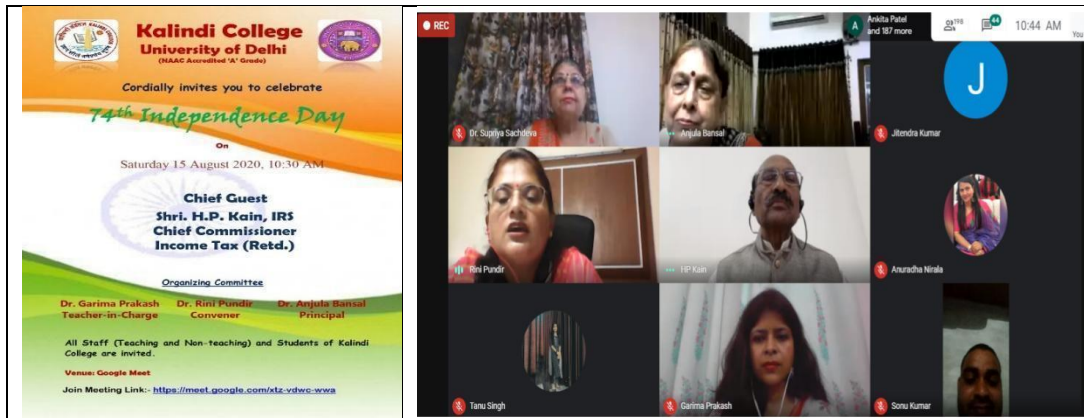 Kalindi College
University of Delhi
(NAAC Accredited 'A' Grade)
Cordially invites you to celebrate
74th Independence Day
On
Saturday 15 August 2020, 10:30 AM
Chief Guest
Shri. H.P. Kain, IRS
Chief Commissioner
Income Tax (Retd.)
Organizing Committee
Dr. Garima Prakash Dr. Rini Pundir Dr. Anjula Bansal
Teacher-in-Charge Convener Principal
All Staff (Teaching and Non-teaching) and Students of Kalindi
College are invited.
Venue: Google Meet
Join Meeting Link:- https://meet.google.com/xtz-vdwc-wwa
REC
A
Ankita Patel
and 187 more
198
44
10:44 AM
You
J
Dr. Supriya Sachdeva
Anjula Bansal
Jitendra Kumar
Rini Pundir
HP Kain
Anuradha Nirala
Tanu Singh
Garima Prakash
Sonu Kumar